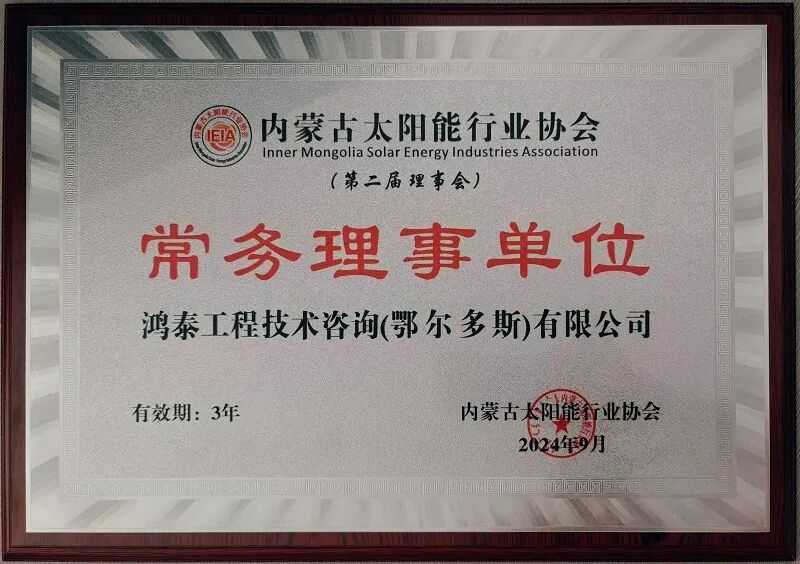 IEIA
内蒙古太阳能行业协会
Inner Mongolia Solar Energy Industries Association
(第二届理事会)
常务理事单位
鸿泰工程技术咨询(鄂尔多斯)有限公司
有效期：3年
内蒙古太阳能行业协会
2024年9月